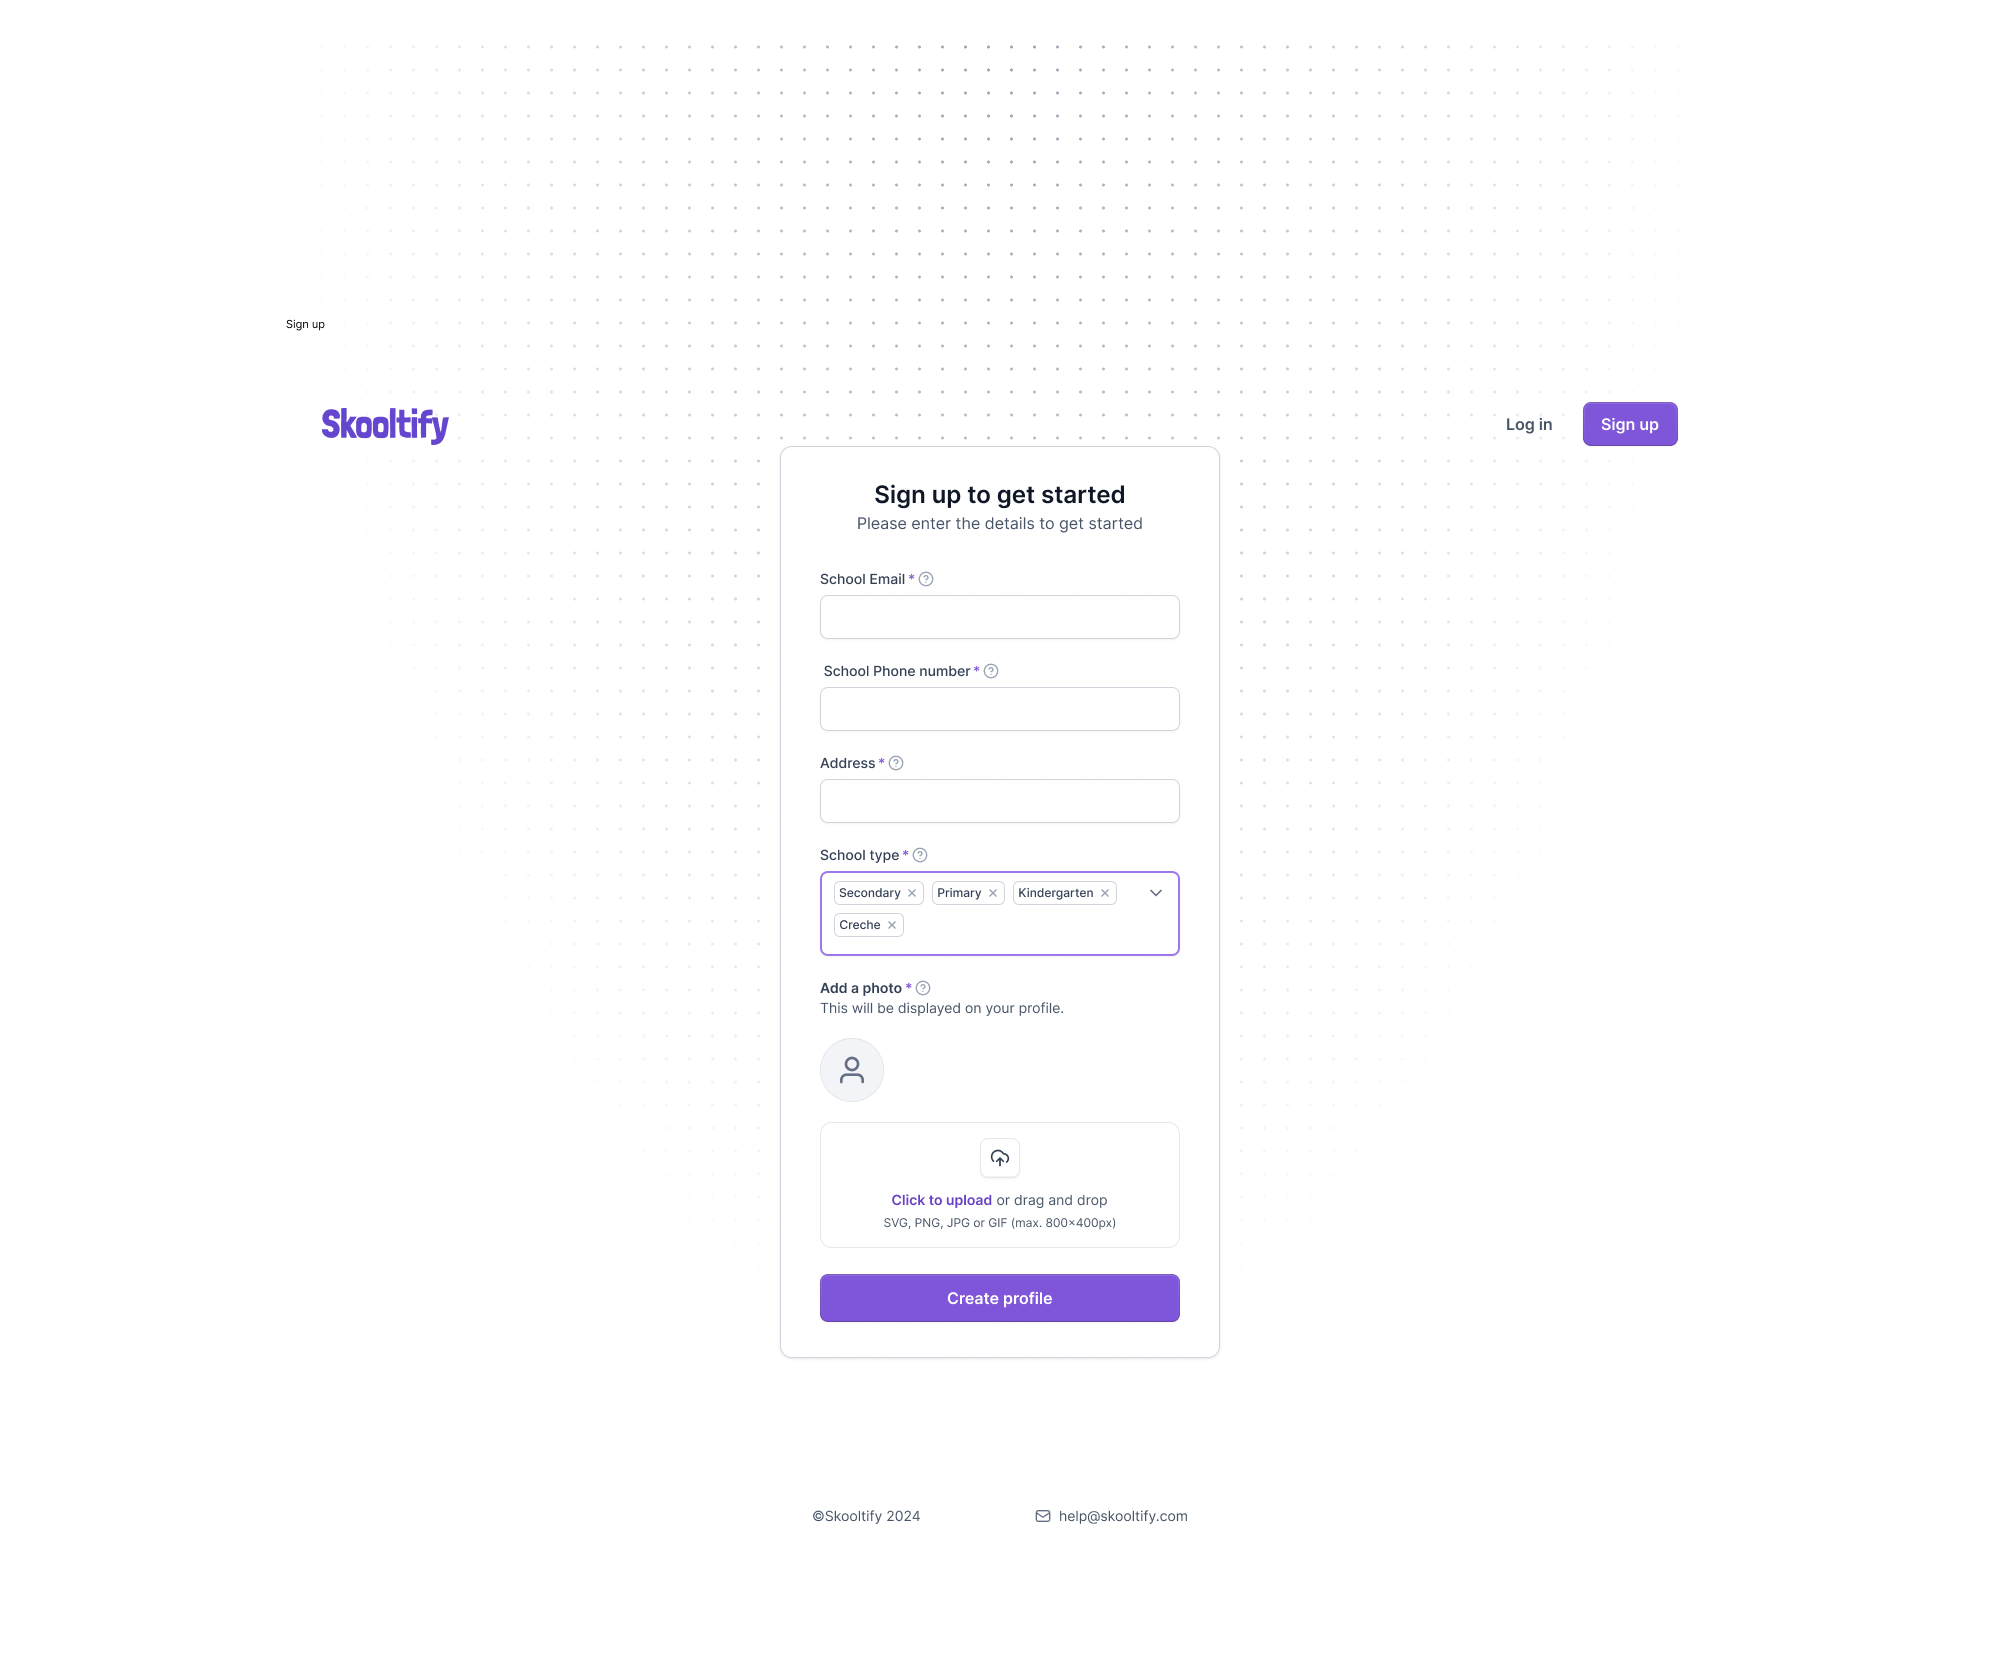 Sign up
Skooltify
Log in
Sign up
Sign up to get started
Please enter the details to get started
School Email *
School Phone number *
Address *
School type *
Secondary
Primary
Kindergarten
Creche
Add a photo *
This will be displayed on your profile.
Click to upload or drag and drop
SVG, PNG, JPG or GIF (max. 800×400px)
Create profile
©Skooltify 2024
help@skooltify.com